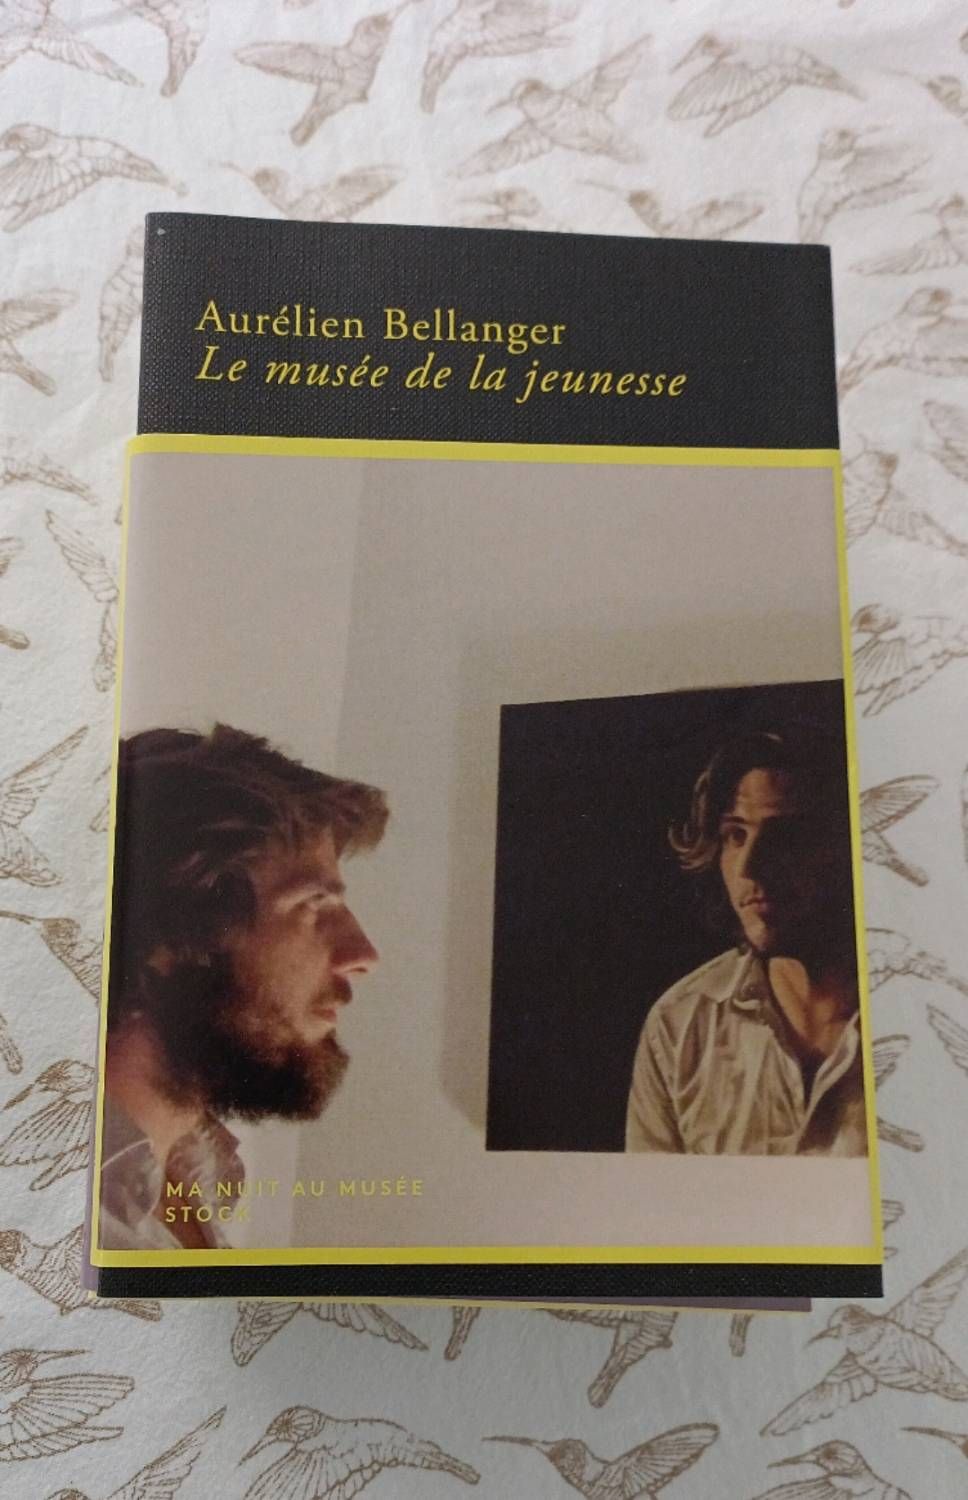 Aurélien Bellanger
Le musée de la jeunesse
MA NUIT AU MUSÉE
STOCK